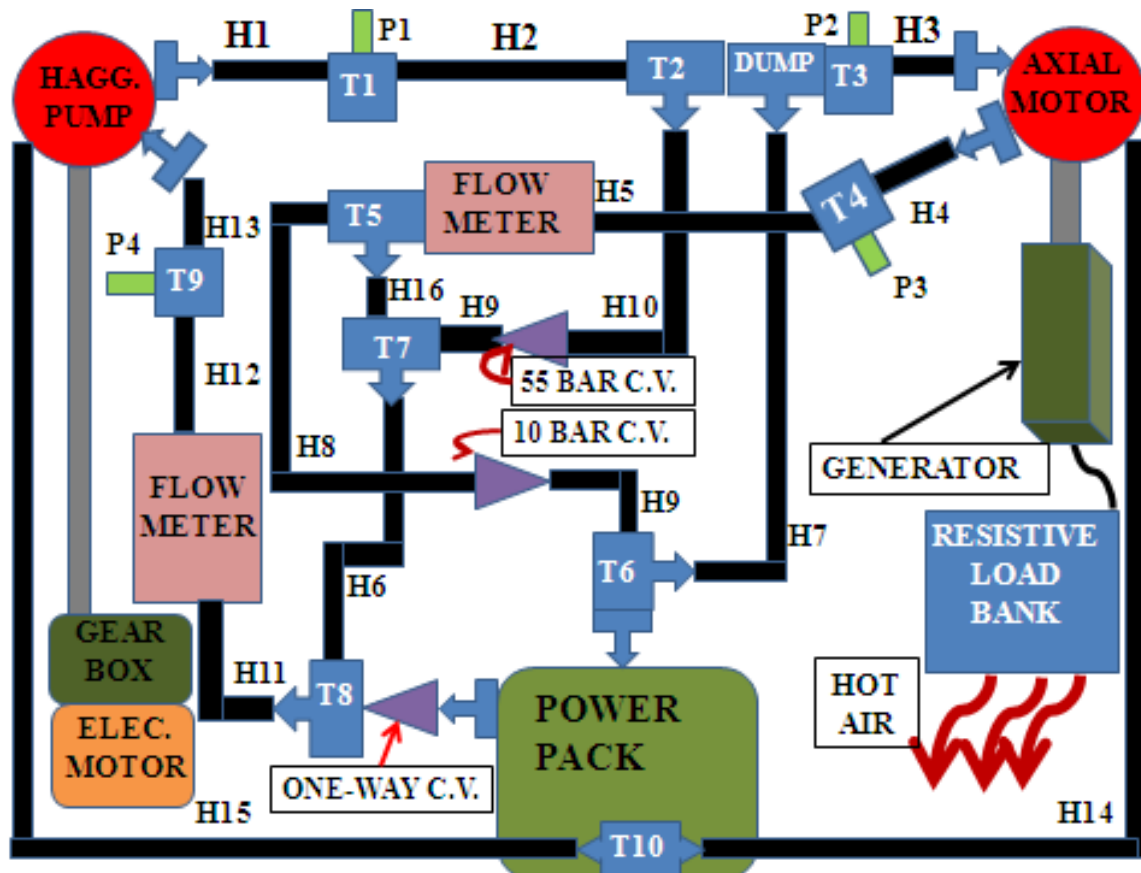 H1
P1
H2
P2
H3
HAGG.
PUMP
T1
T2
DUMP
T3
AXIAL
MOTOR
FLOW
METER
H5
T5
T4
H4
H13
P4
T9
P3
H16
H9
H10
T7
H12
55 BAR C.V.
10 BAR C.V.
H8
GENERATOR
FLOW
METER
H9
H7
RESISTIVE
LOAD
BANK
T6
H6
GEAR
BOX
H11
T8
HOT
AIR
POWER
PACK
ELEC.
MOTOR
ONE-WAY C.V.
H15
H14
T10